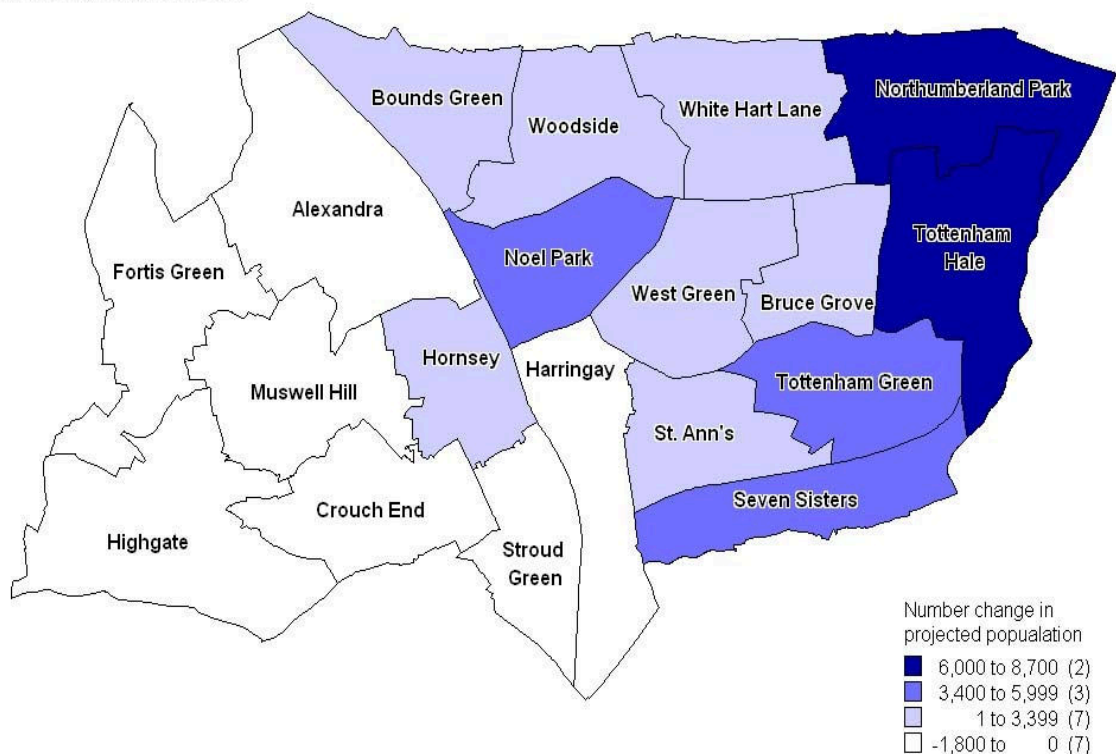 Bounds Green
Woodside
White Hart Lane
Northumberland Park
Alexandra
Fortis Green
Noel Park
Tottenham
Hale
West Green
Bruce Grove
Hornsey
Harringay
Muswell Hill
Tottenham Green
St. Ann's
Seven Sisters
Crouch End
Highgate
Stroud
Green
Number change in
projected popualation
6,000 to 8,700 (2)
3,400 to 5,999 (3)
1 to 3,399 (7)
-1,800 to 0 (7)